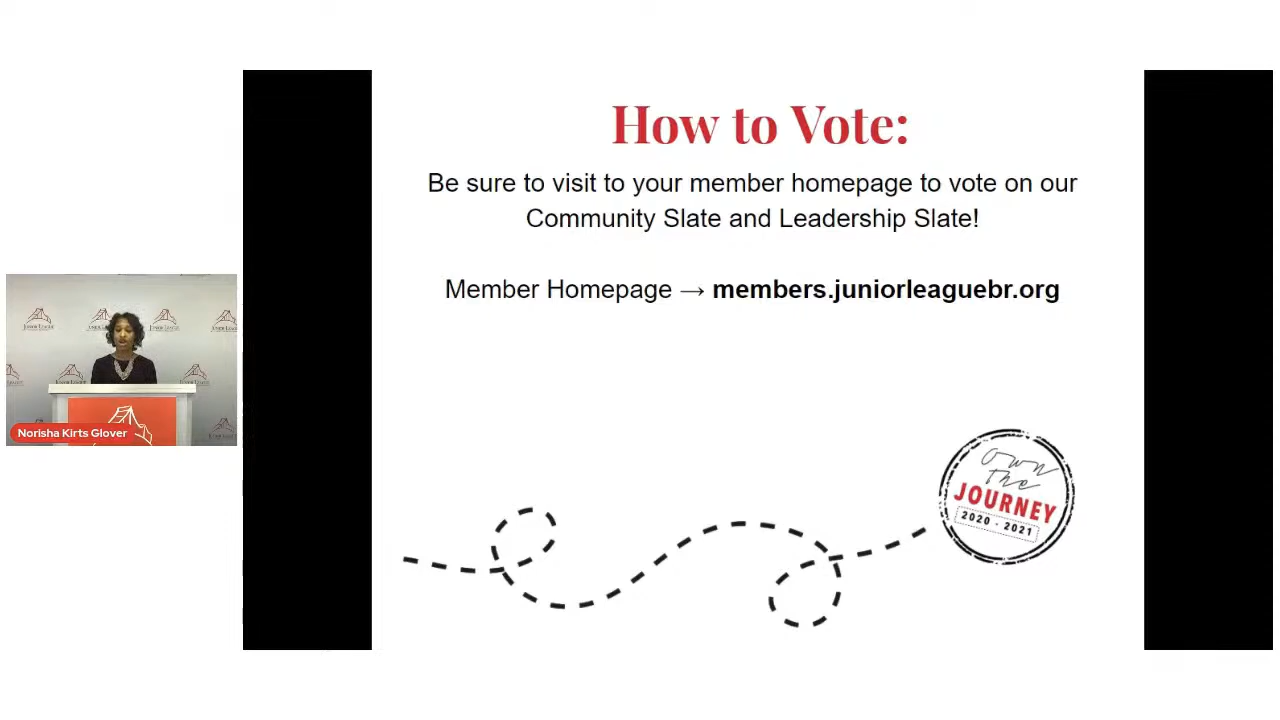 How to Vote:
Be sure to visit to your member homepage to vote on our
Community Slate and Leadership Slate!
Member Homepage → members.juniorleaguebr.org
Norisha Kirts Glover
own
the
JOURNEY
2020 - 2021